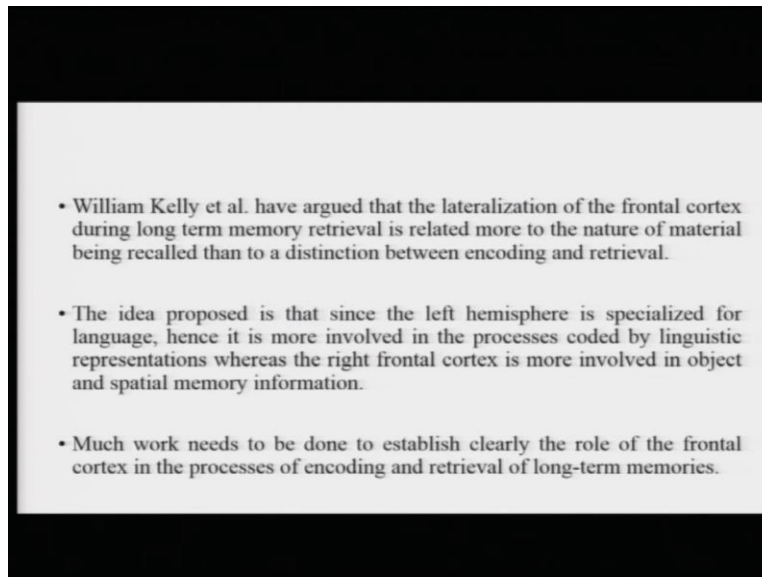 • William Kelly et al. have argued that the lateralization of the frontal cortex
during long term memory retrieval is related more to the nature of material
being recalled than to a distinction between encoding and retrieval.
• The idea proposed is that since the left hemisphere is specialized for
language, hence it is more involved in the processes coded by linguistic
representations whereas the right frontal cortex is more involved in object
and spatial memory information.
• Much work needs to be done to establish clearly the role of the frontal
cortex in the processes of encoding and retrieval of long-term memories.